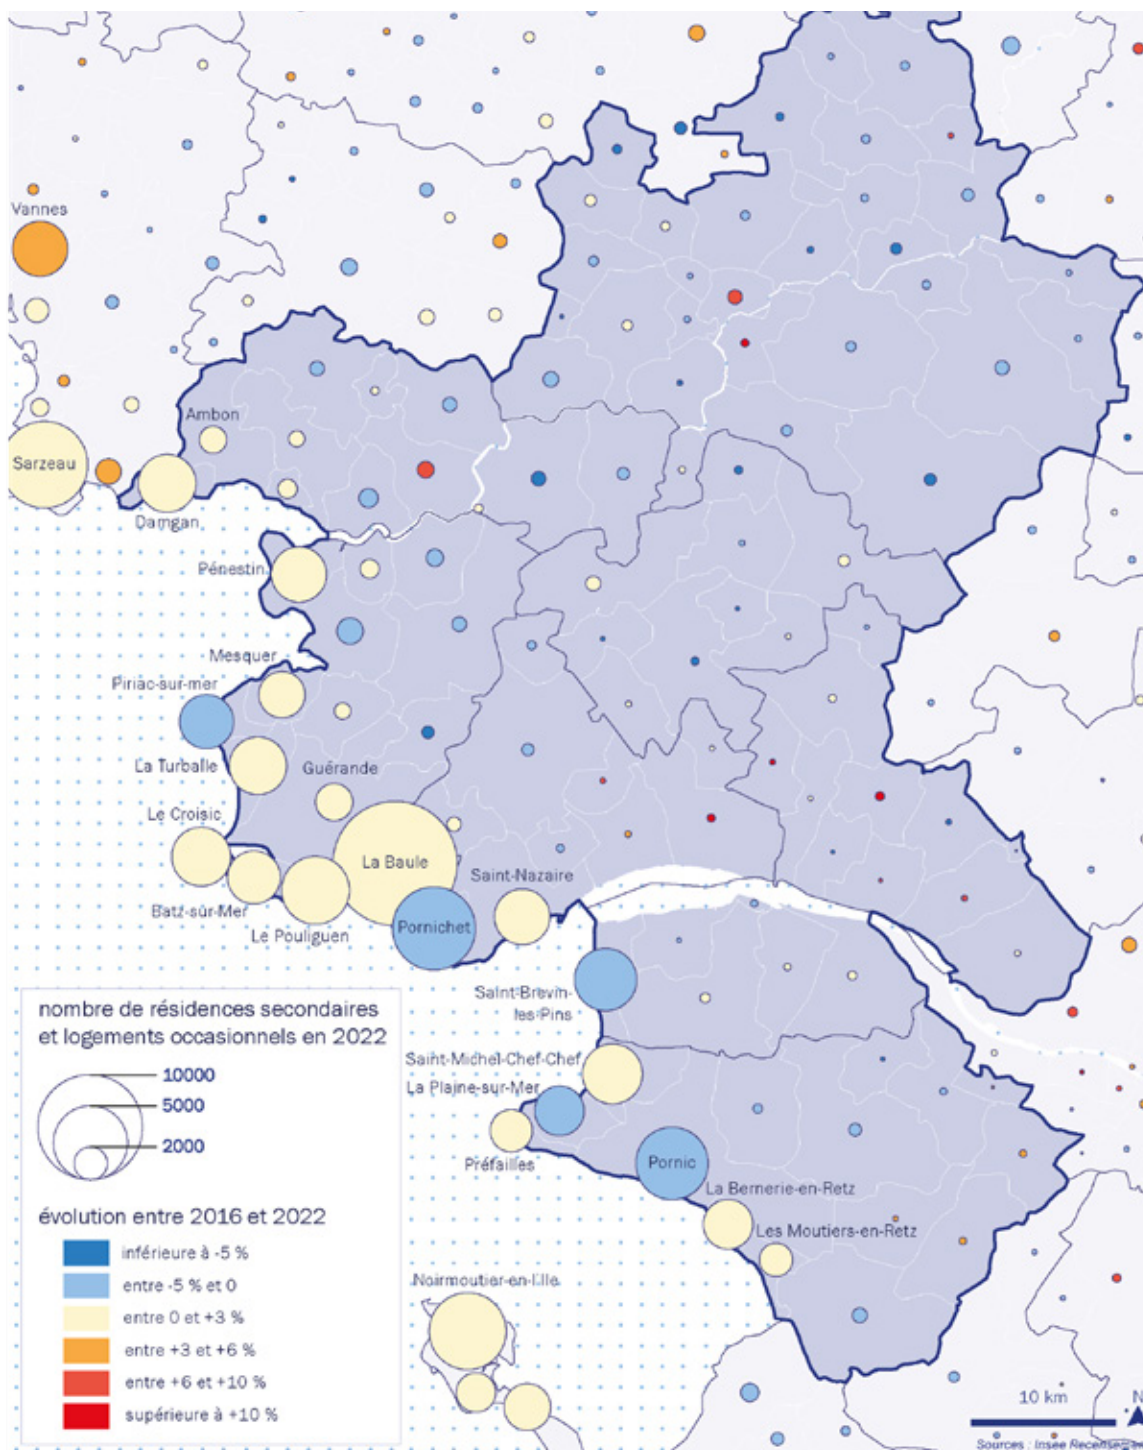 Vannes
Ambon
Sarzeau
Damgan
Pénestin
Mesquer
Piriac-sur-mer
La Turballe
Guérande
Le Croisic
La Baule
Saint-Nazaire
Batz-sur-Mer
Le Pouliguen
Pornichet
Saint-Brevin-
les-Pins
Saint-Michel-Chef-Chef
La Plaine-sur-Mer
Préfailles
Pornic
La Bernerie-en-Retz
Les Moutiers-en-Retz
Noirmoutier-en-l'île
nombre de résidences secondaires
et logements occasionnels en 2022
10000
5000
2000
évolution entre 2016 et 2022
inférieure à -5 %
entre -5 % et 0
entre 0 et +3 %
entre +3 et +6 %
entre +6 et +10 %
supérieure à +10 %
10 km
N
Sources : Insee